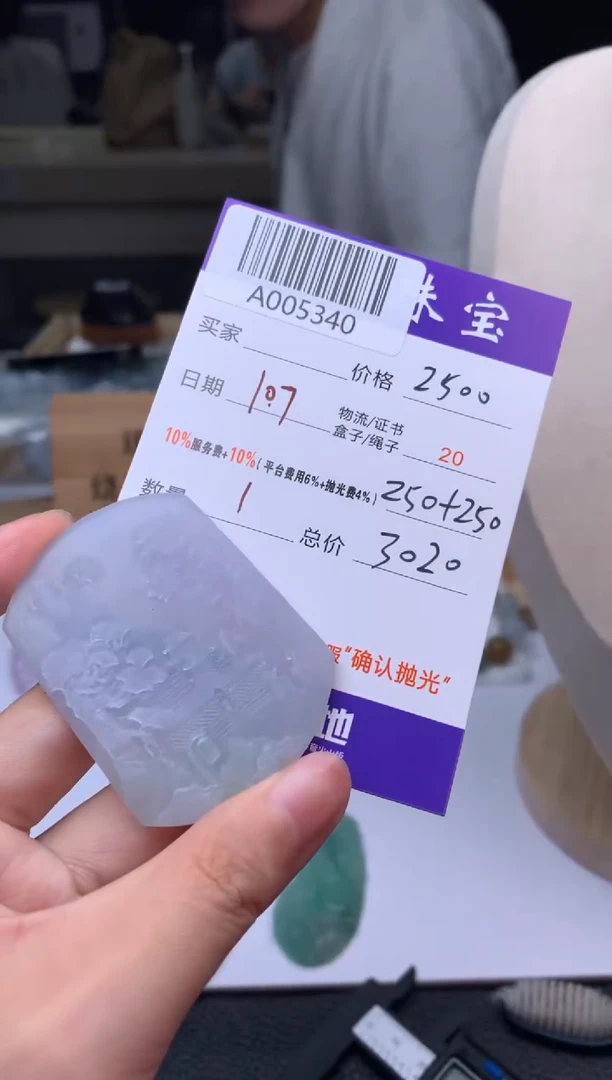 A005340
珠宝
买家
价格 2500
日期 10.7
物流/证书
盒子/绳子 20
10%服务费+10%(平台费用6%+抛光费4%) 250+250
数量 1
总价 3020
"确认抛光"
地